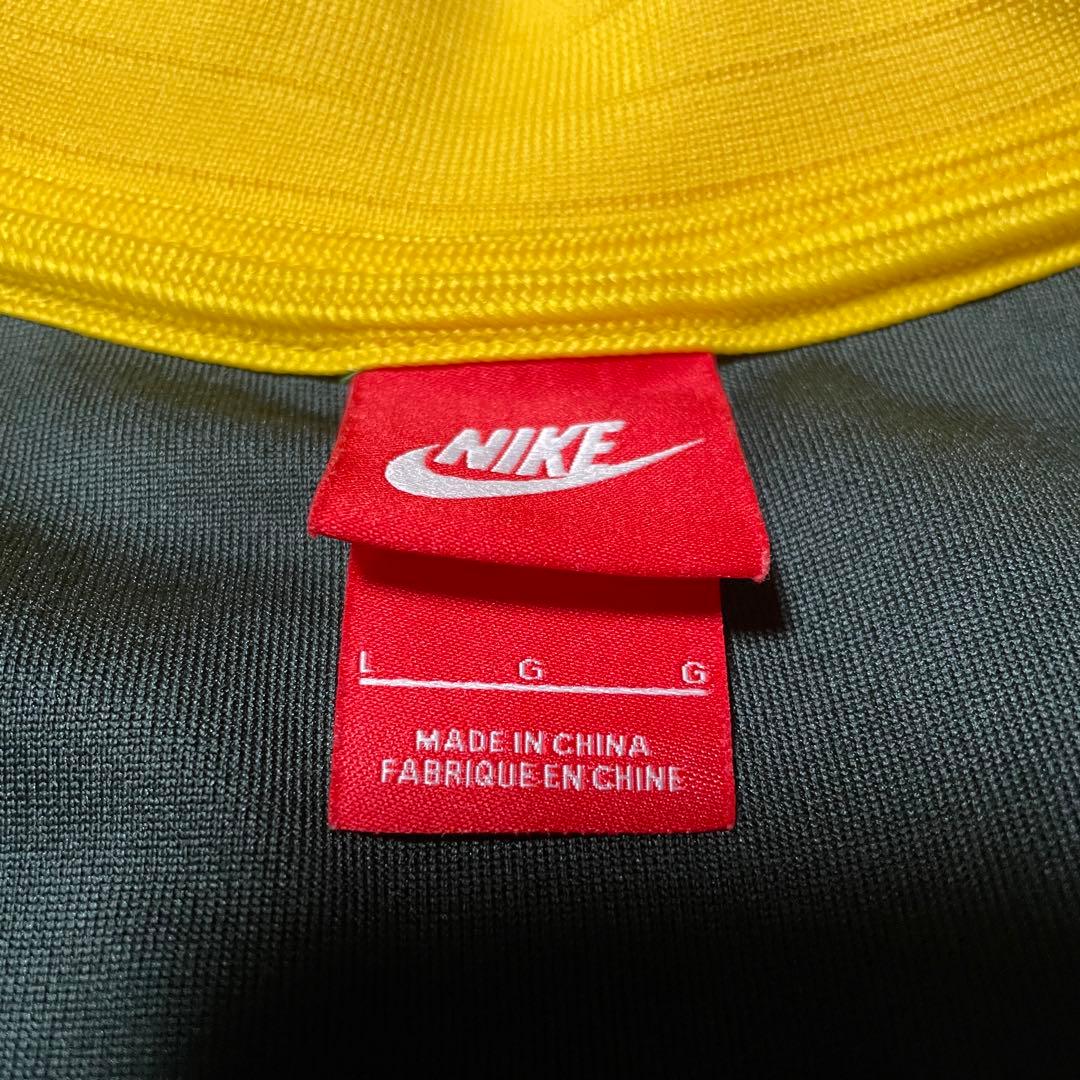 NIKE
L G G
MADE IN CHINA
FABRIQUE EN CHINE